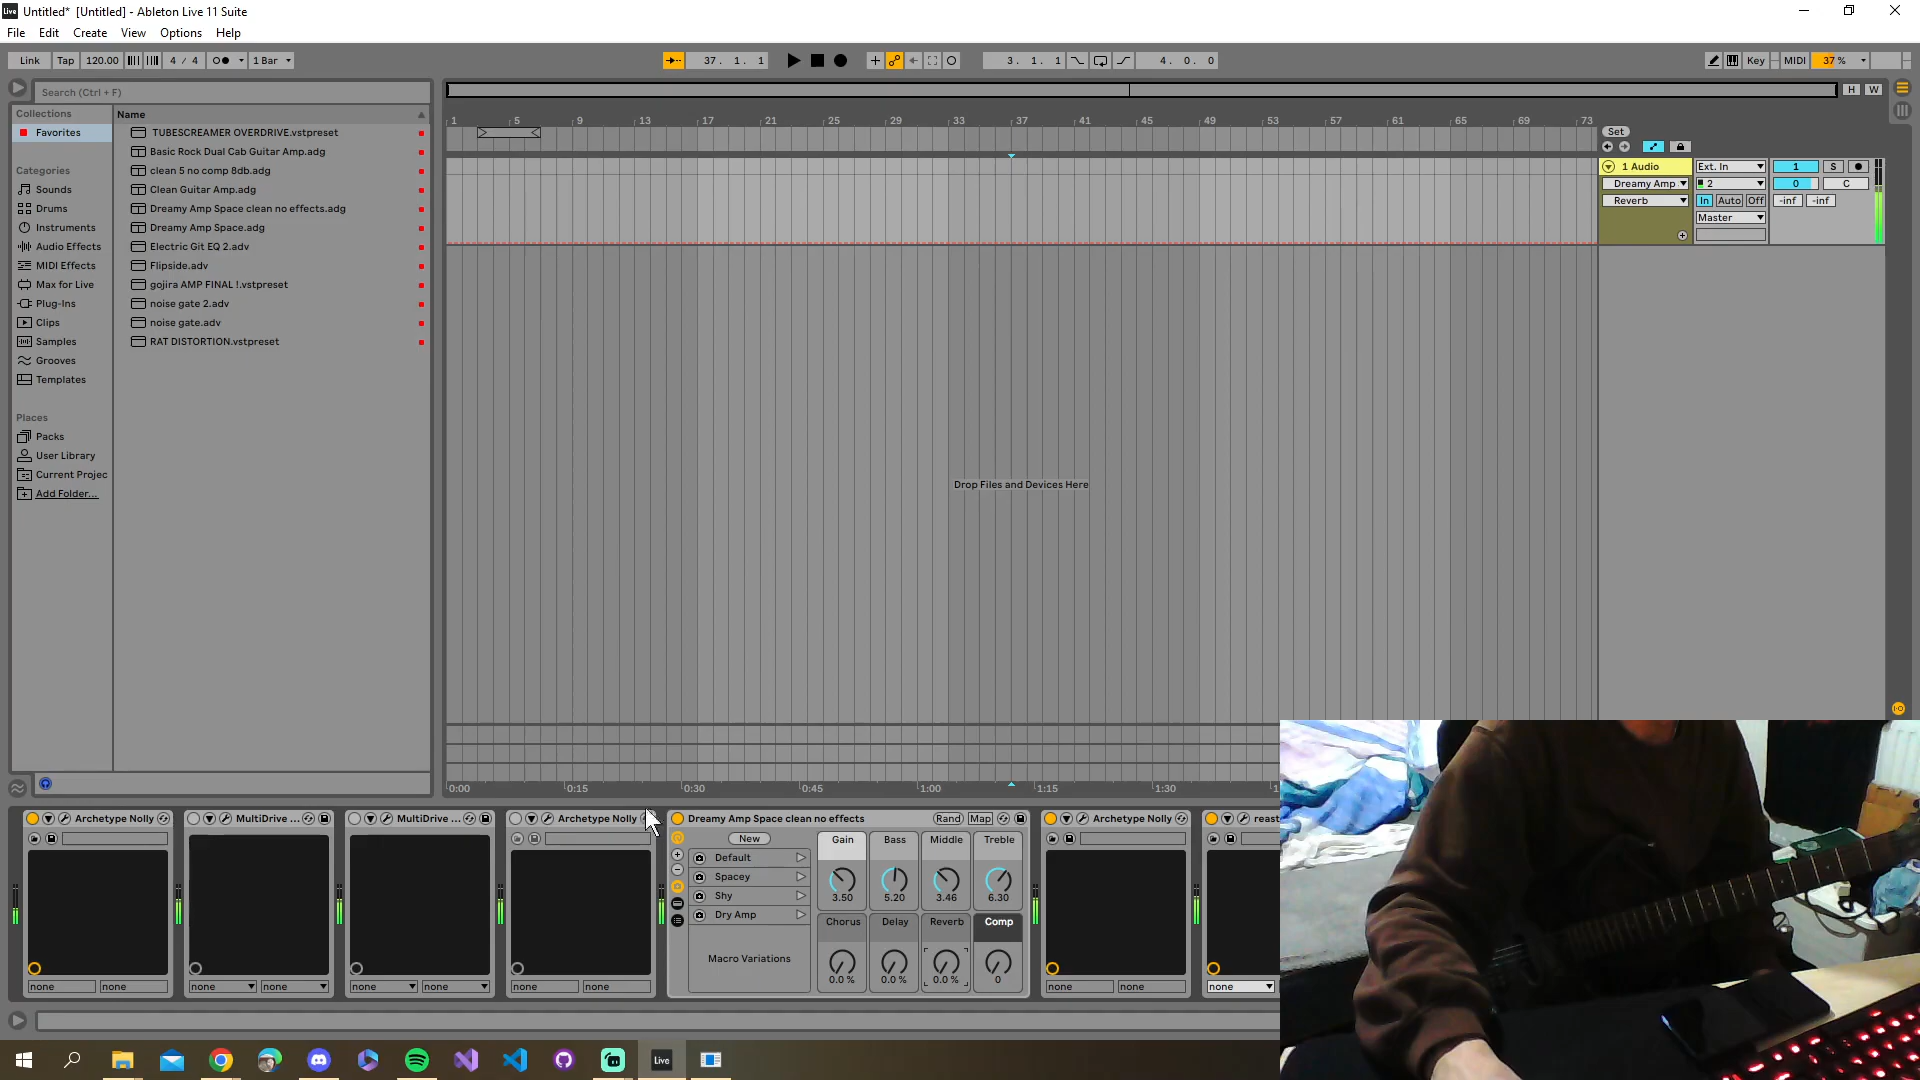 Untitled* [Untitled] - Ableton Live 11 Suite
File Edit Create View Options Help
Link Tap 120.00 4 / 4 1 Bar 37. 1. 1 3. 1. 1 4. 0. 0 Key MIDI 37 %
Search (Ctrl + F)
H W
Collections
Favorites
Categories
Sounds
Drums
Instruments
Audio Effects
MIDI Effects
Max for Live
Plug-Ins
Clips
Samples
Grooves
Templates
Places
Packs
User Library
Current Projec
Add Folder...
Name
TUBESCREAMER OVERDRIVE.vstpreset
Basic Rock Dual Cab Guitar Amp.adg
clean 5 no comp 8db.adg
Clean Guitar Amp.adg
Dreamy Amp Space clean no effects.adg
Dreamy Amp Space.adg
Electric Git EQ 2.adv
Flipside.adv
gojira AMP FINAL !.vstpreset
noise gate 2.adv
noise gate.adv
RAT DISTORTION.vstpreset
1 5 9 13 17 21 25 29 33 37 41 45 49 53 57 61 65 69 73
Set
1 Audio Ext. In 1 S
Dreamy Amp 2 0 C
Reverb In Auto Off -inf -inf
Master
Drop Files and Devices Here
0:00 0:15 0:30 0:45 1:00 1:15 1:30
Archetype Nolly
none none
MultiDrive ...
none none
MultiDrive ...
none none
Archetype Nolly
none none
Dreamy Amp Space clean no effects Rand Map
New
Default
Spacey
Shy
Dry Amp
Macro Variations
Gain Bass Middle Treble
3.50 5.20 3.46 6.30
Chorus Delay Reverb Comp
0.0 % 0.0 % 0.0 % 0
Archetype Nolly
none none
reast
none
Live